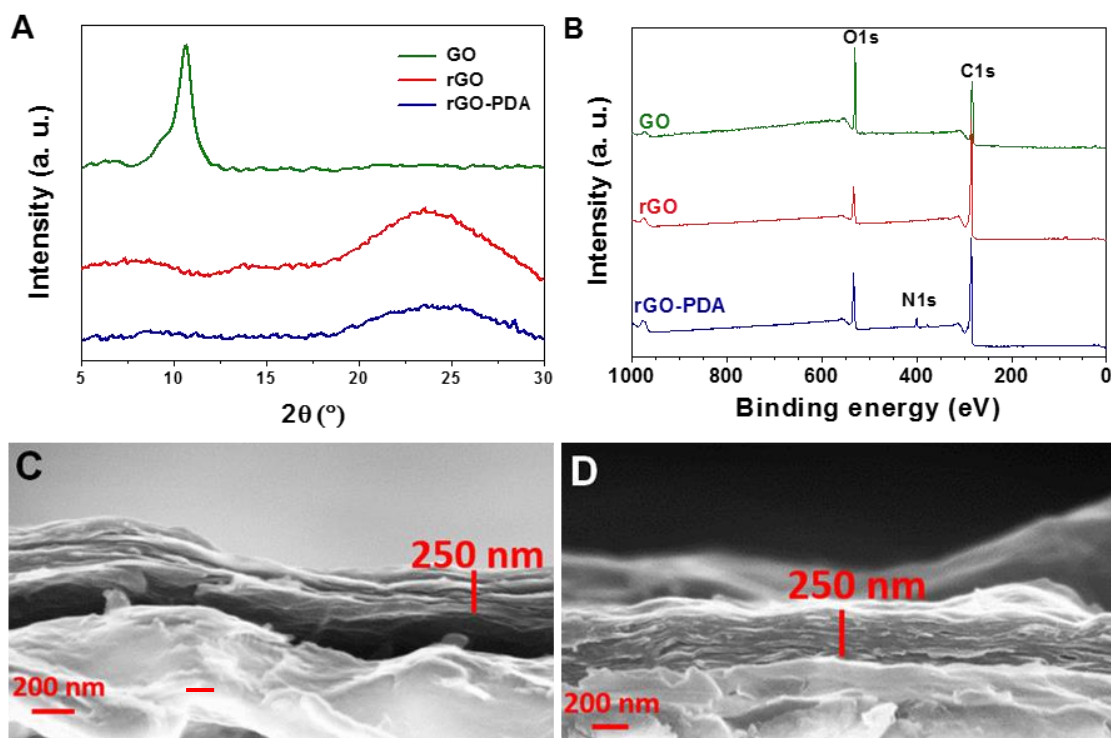 A
GO
rGO
rGO-PDA
Intensity (a. u.)
5
10
15
20
25
30
2θ (°)
B
O1s
C1s
GO
rGO
N1s
rGO-PDA
Intensity (a. u.)
1000
800
600
400
200
0
Binding energy (eV)
C
250 nm
200 nm
D
250 nm
200 nm